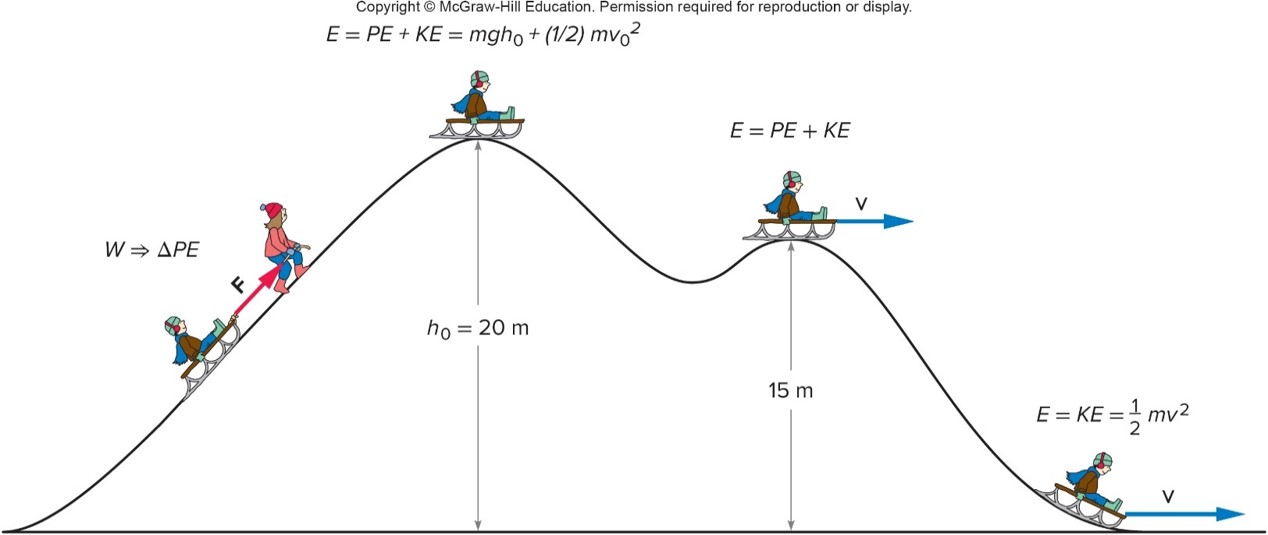 Copyright © McGraw-Hill Education. Permission required for reproduction or display.
E = PE + KE = mgh₀ + (1/2) mv₀²
E = PE + KE
v
W ⇒ ΔPE
F
h₀ = 20 m
15 m
E = KE = 1/2 mv²
v